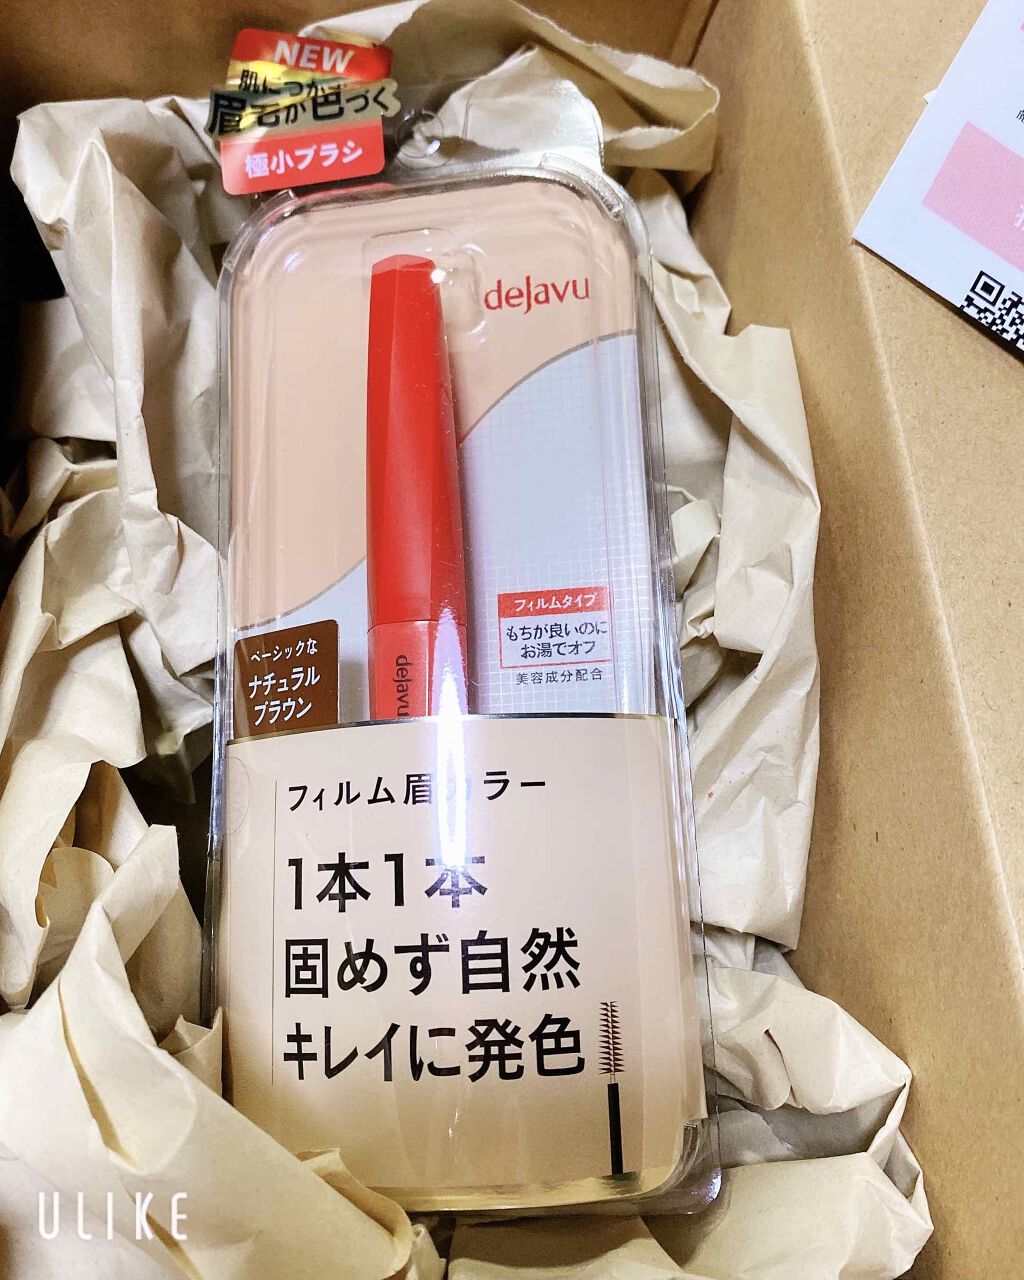 NEW
肌につかず
眉毛が色づく
極小ブラシ
dejavu
フィルムタイプ
もちが良いのに
お湯でオフ
美容成分配合
ベーシックな
ナチュラル
ブラウン
dejavu
フィルム眉カラー
1本1本
固めず自然
キレイに発色
ULIKE